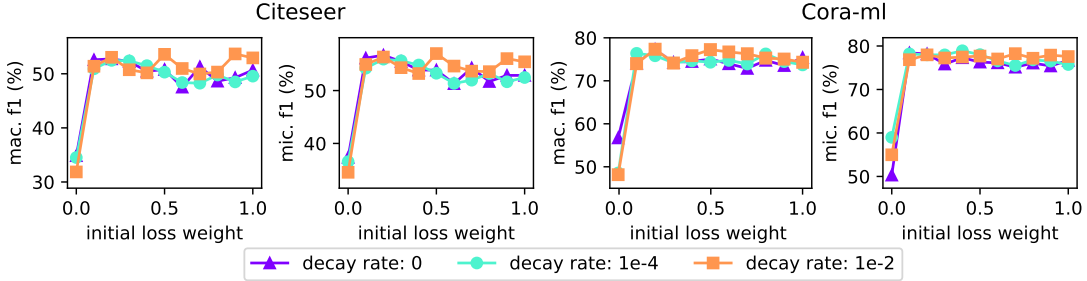 Citeseer
Cora-ml
mac. f1 (%)
50
40
30
0.0 0.5 1.0
initial loss weight
mic. f1 (%)
50
40
0.0 0.5 1.0
initial loss weight
mac. f1 (%)
80
70
60
50
0.0 0.5 1.0
initial loss weight
mic. f1 (%)
80
70
60
50
0.0 0.5 1.0
initial loss weight
decay rate: 0 decay rate: 1e-4 decay rate: 1e-2